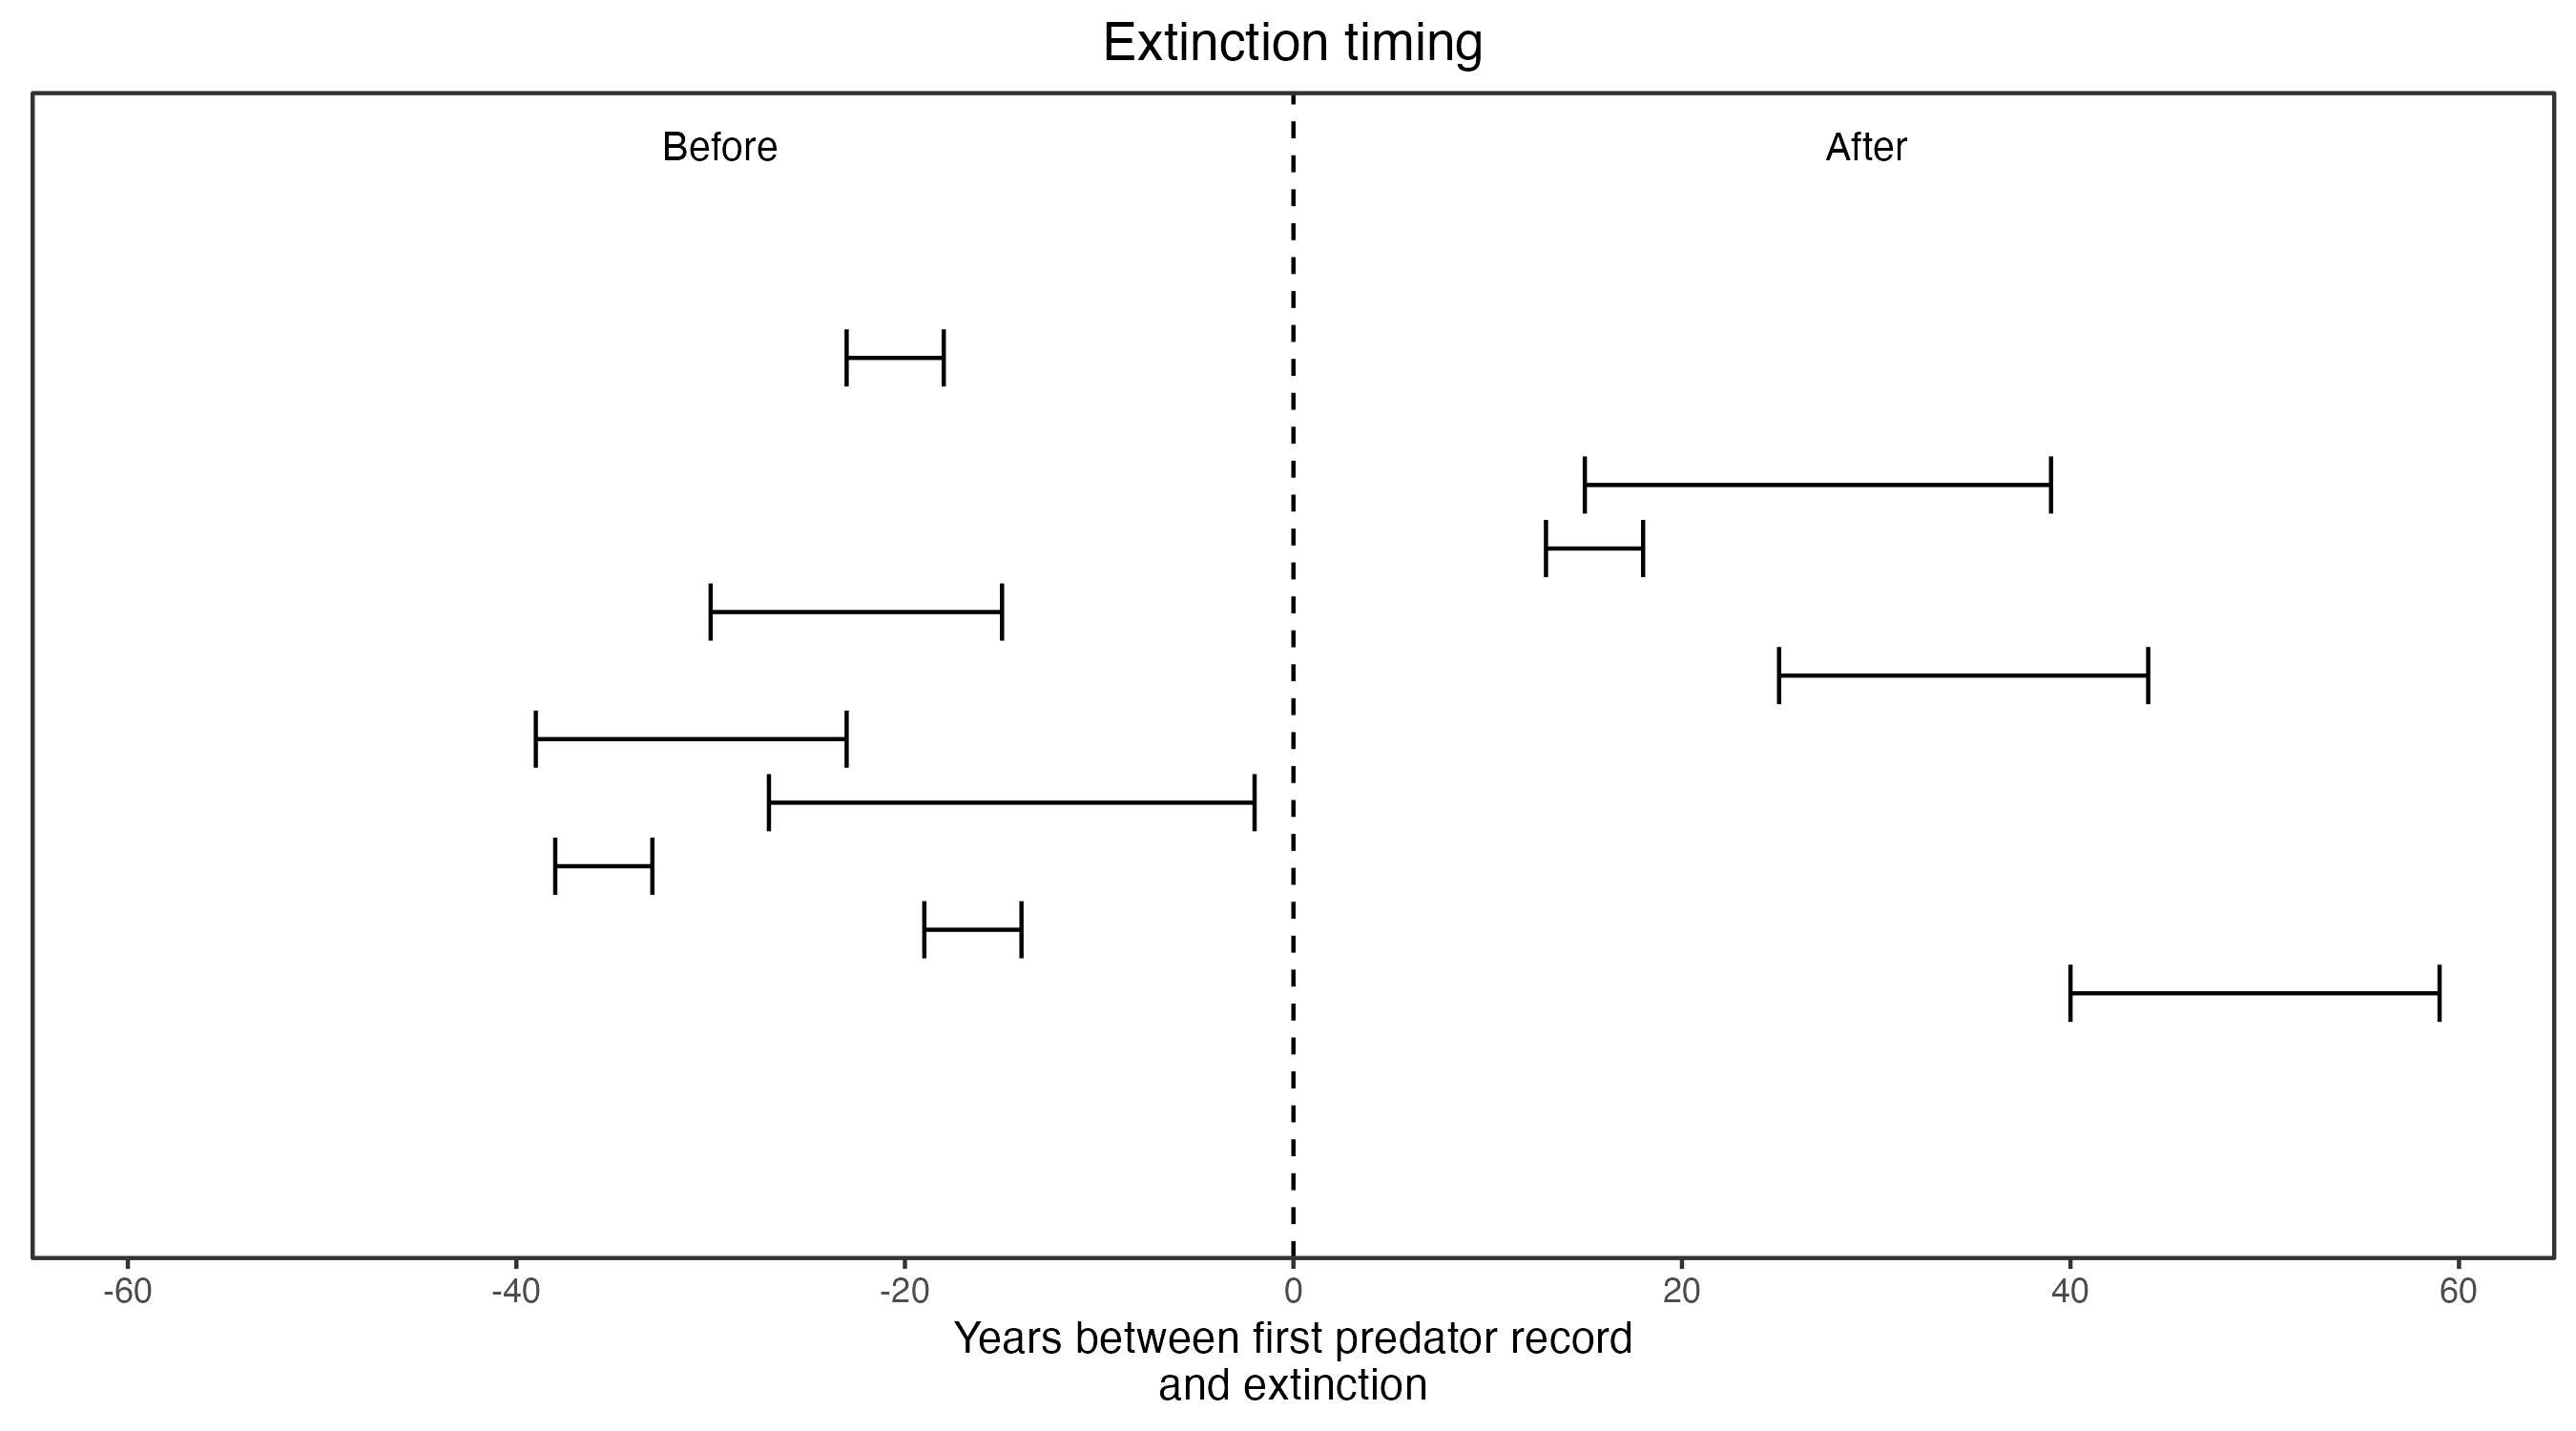 Extinction timing
Before
After
-60
-40
-20
0
20
40
60
Years between first predator record
and extinction